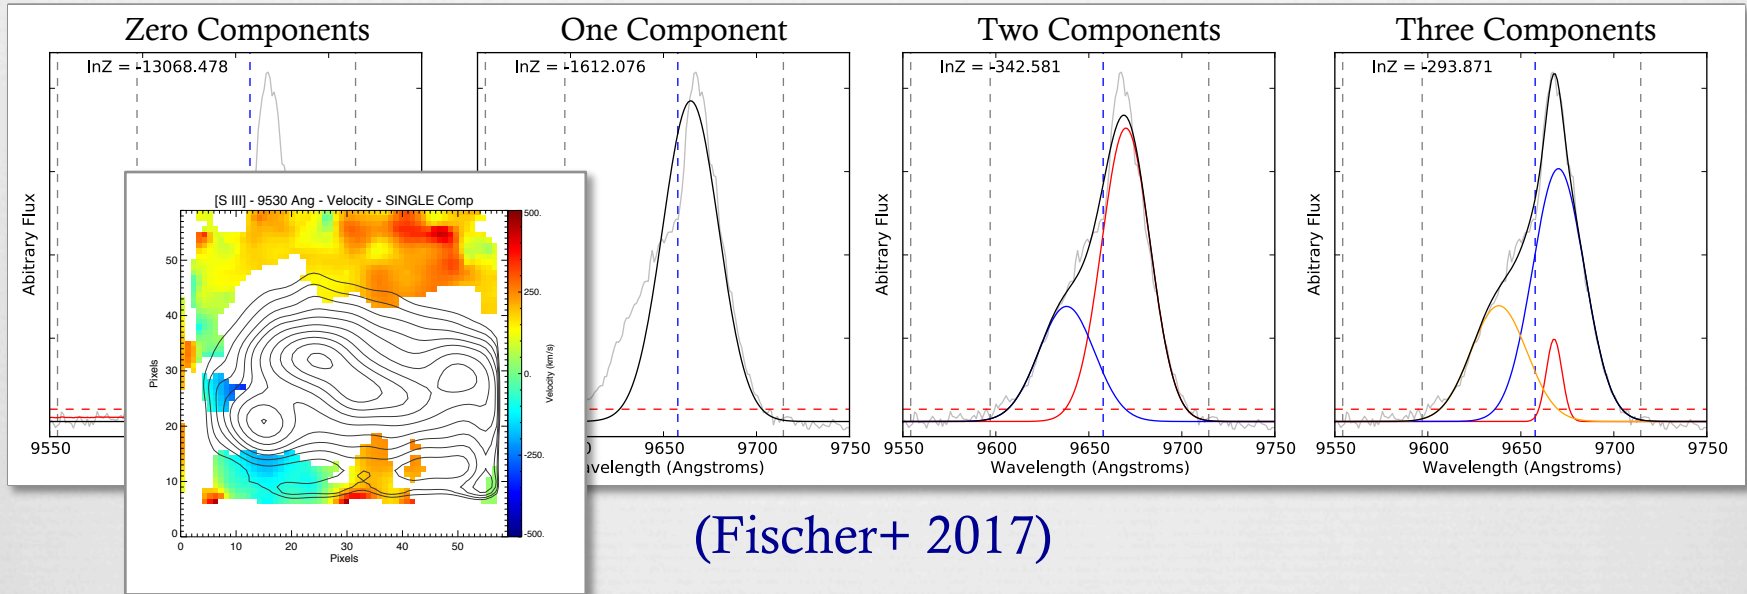 Zero Components
One Component
Two Components
Three Components
lnZ = -13068.478
lnZ = -1612.076
lnZ = -342.581
lnZ = -293.871
Abitrary Flux
9550
[S III] - 9530 Ang - Velocity - SINGLE Comp
500.
250.
0.
-250.
-500.
Velocity (km/s)
50
40
30
20
10
0
Pixels
0 10 20 30 40 50
Pixels
0 9650 9700 9750
avelength (Angstroms)
Abitrary Flux
9550 9600 9650 9700 9750
Wavelength (Angstroms)
Abitrary Flux
9550 9600 9650 9700 9750
Wavelength (Angstroms)
(Fischer+ 2017)